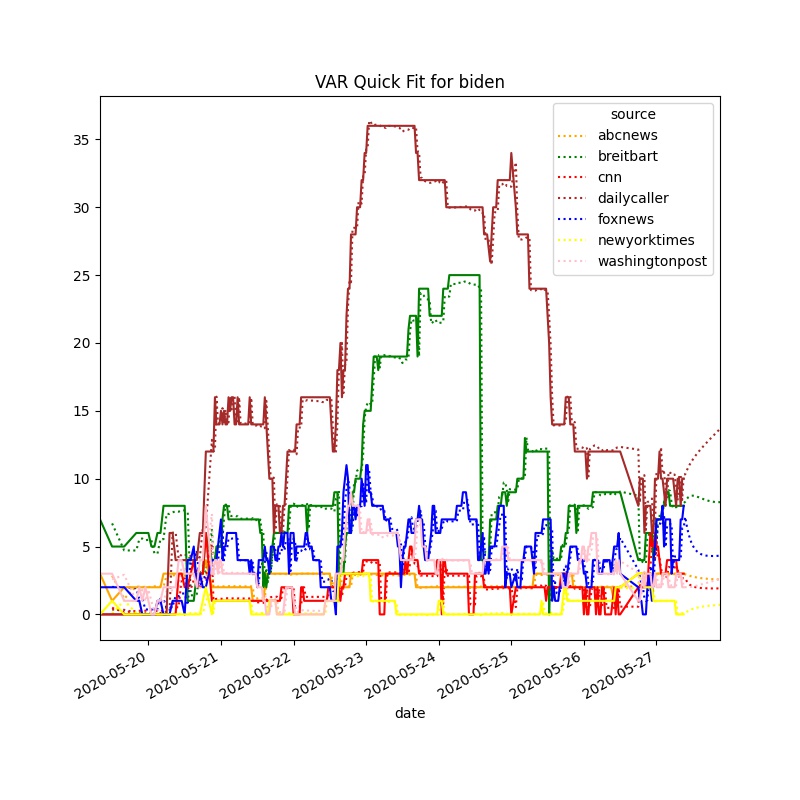 VAR Quick Fit for biden
source
abcnews
breitbart
cnn
dailycaller
foxnews
newyorktimes
washingtonpost
35
30
25
20
15
10
5
0
2020-05-20
2020-05-21
2020-05-22
2020-05-23
2020-05-24
2020-05-25
2020-05-26
2020-05-27
date